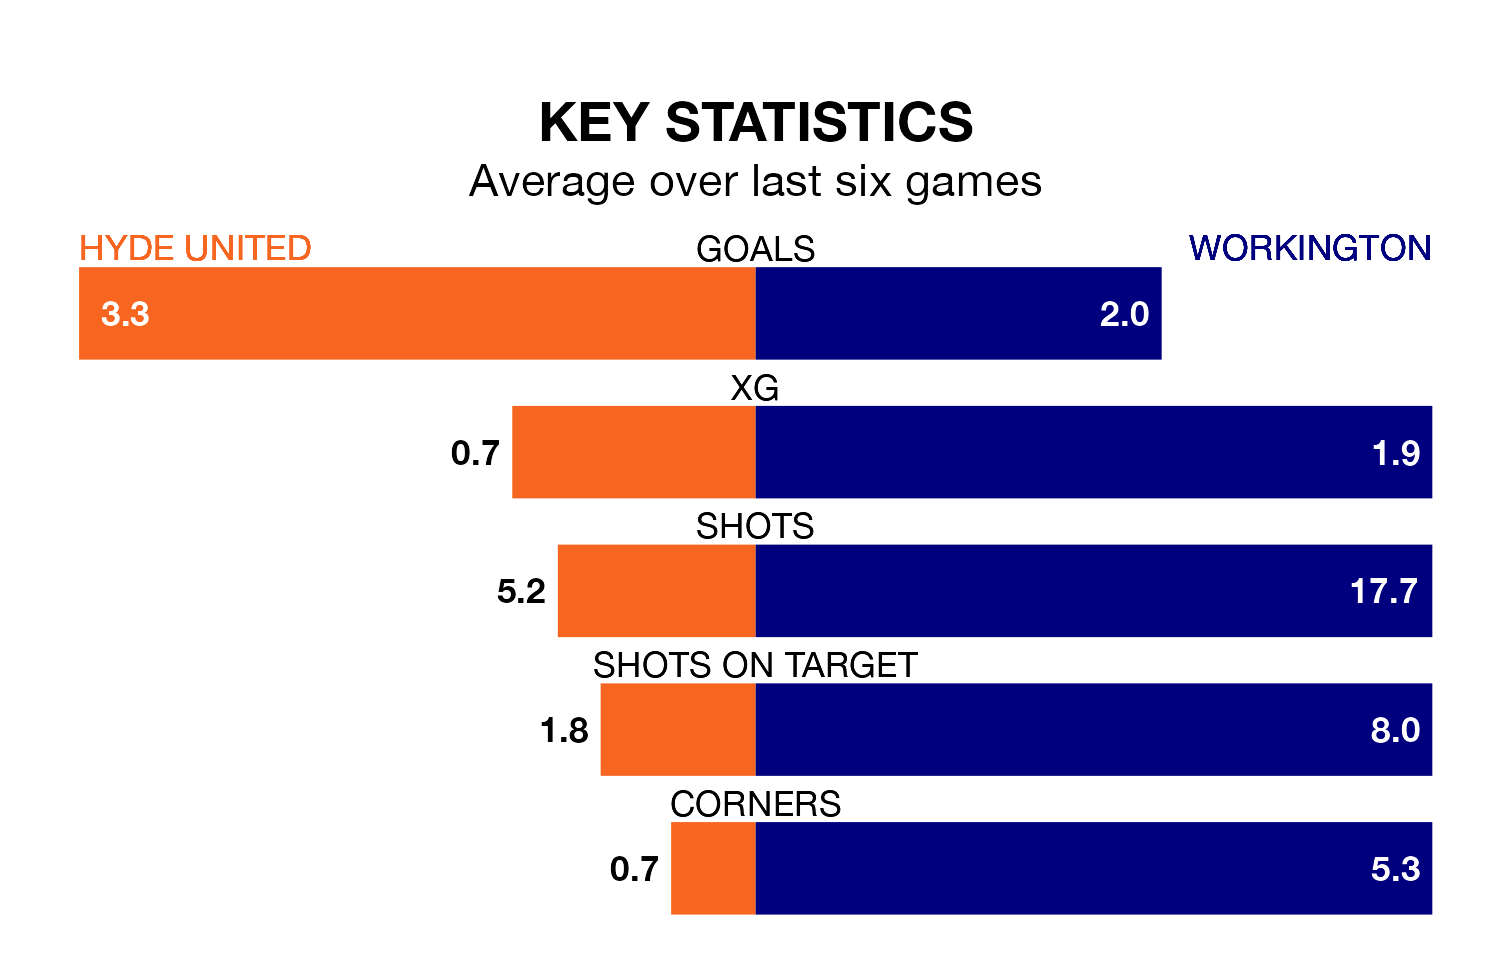 KEY STATISTICS
Average over last six games
HYDE UNITED GOALS WORKINGTON
3.3 2.0
XG
0.7 1.9
SHOTS
5.2 17.7
SHOTS ON TARGET
1.8 8.0
CORNERS
0.7 5.3